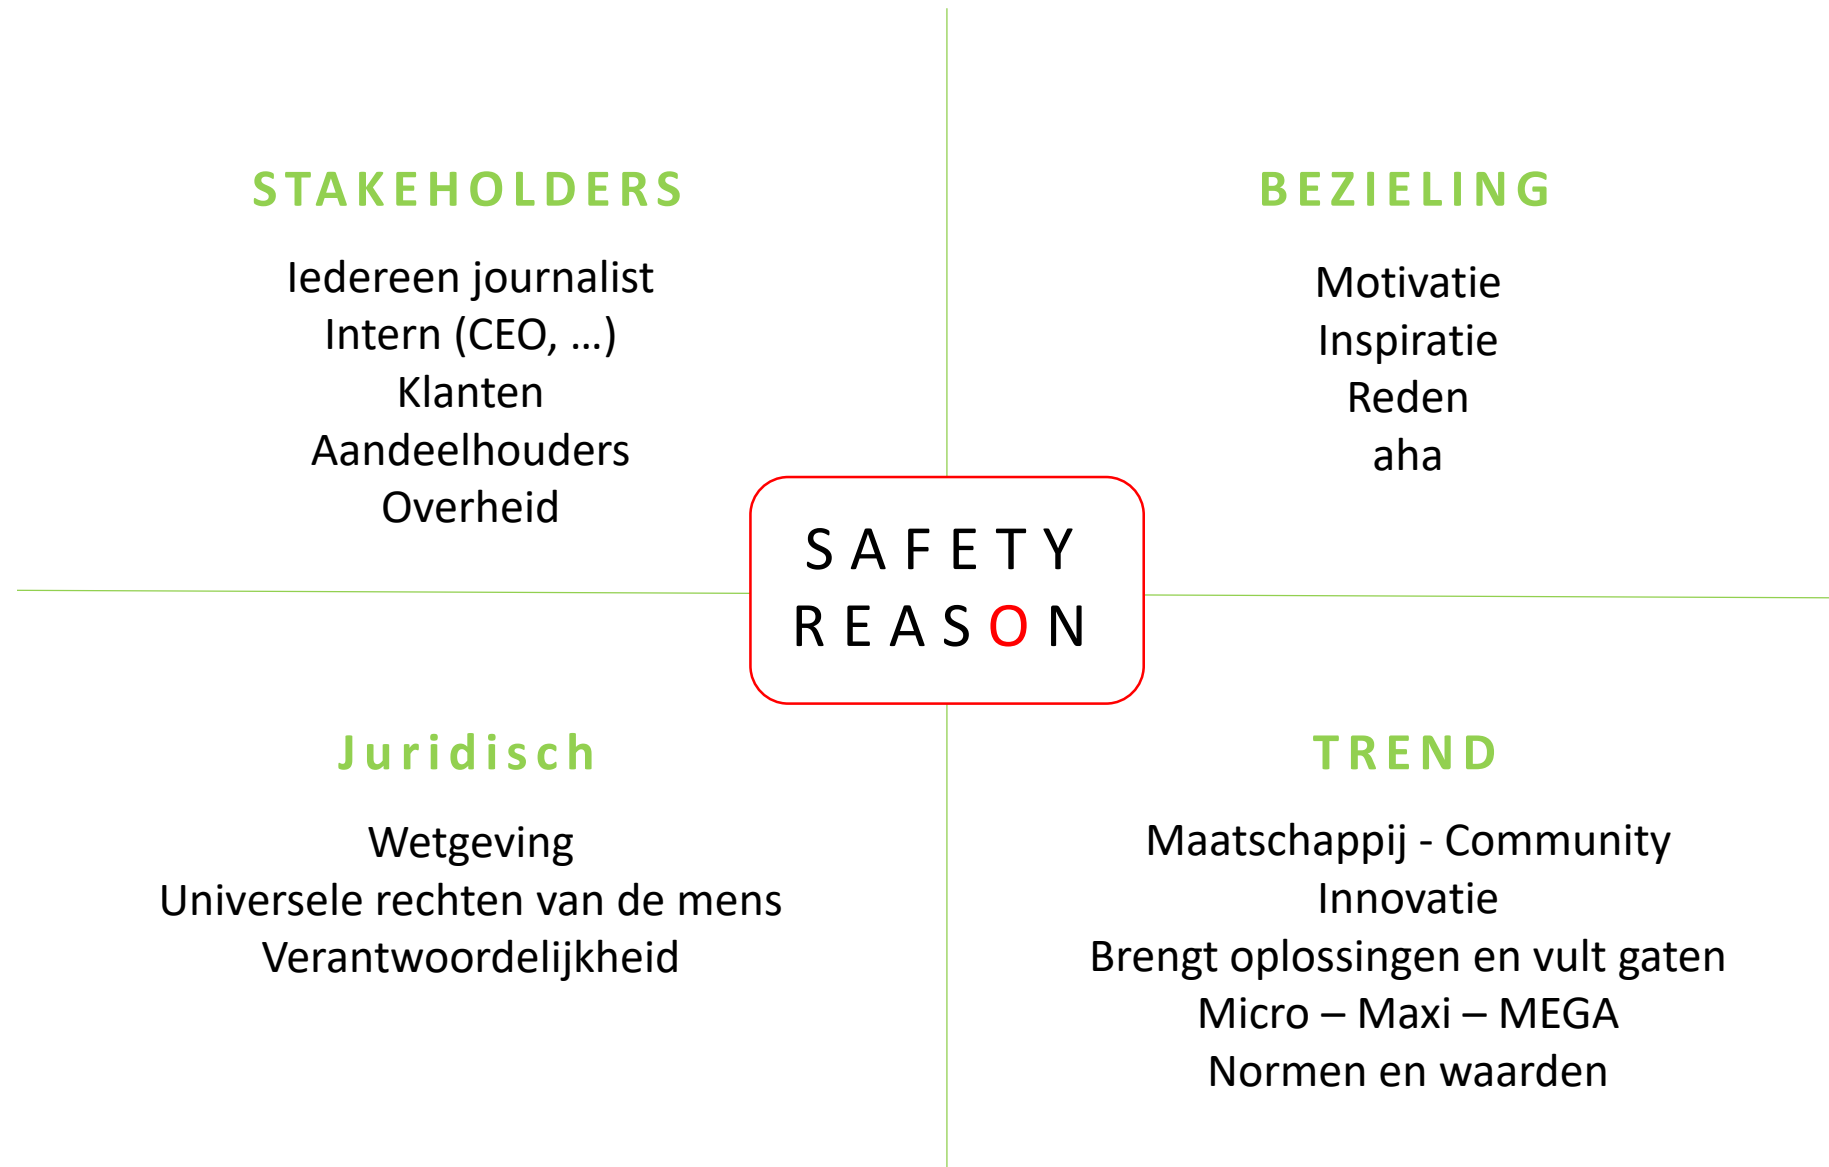 STAKEHOLDERS
Iedereen journalist
Intern (CEO, …)
Klanten
Aandeelhouders
Overheid
BEZIELING
Motivatie
Inspiratie
Reden
aha
SAFETY
REASON
Juridisch
Wetgeving
Universele rechten van de mens
Verantwoordelijkheid
TREND
Maatschappij - Community
Innovatie
Brengt oplossingen en vult gaten
Micro – Maxi – MEGA
Normen en waarden